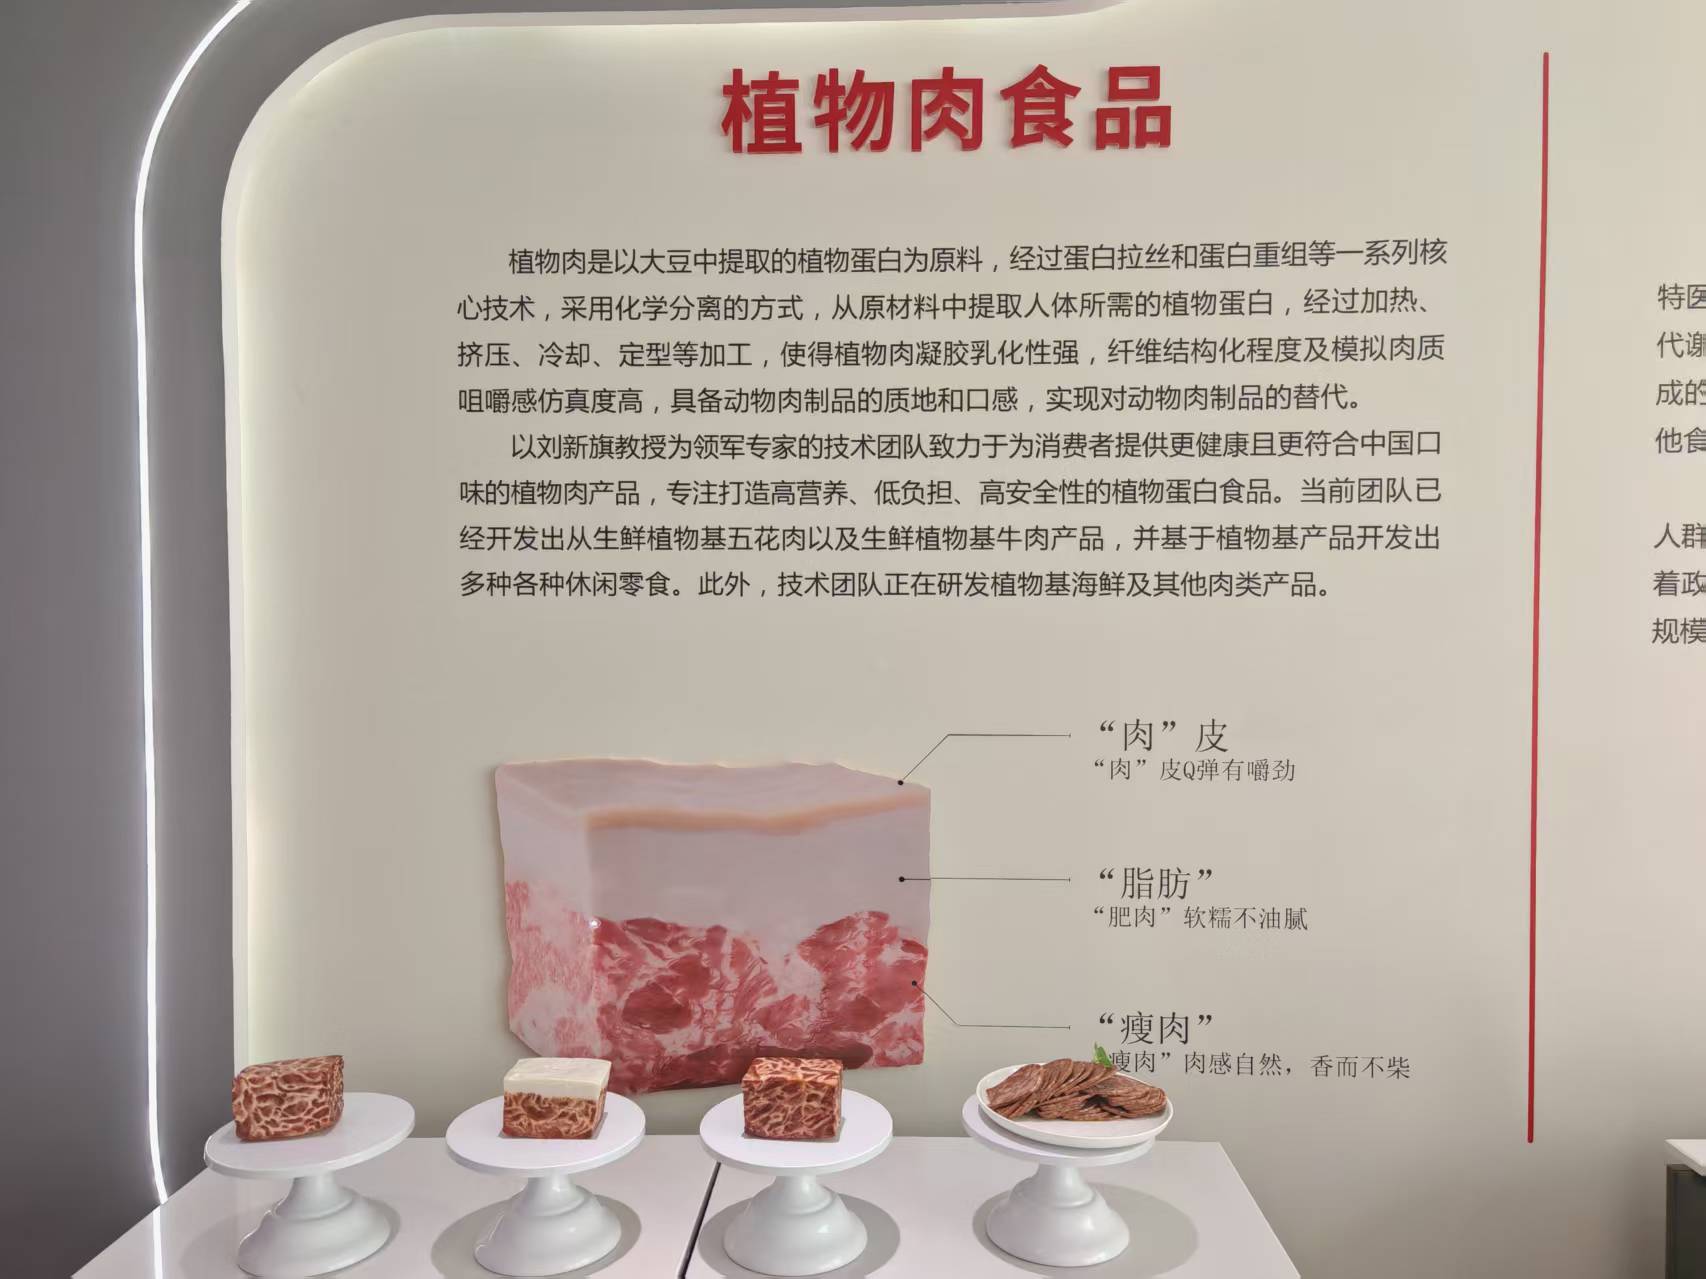 植物肉食品
植物肉是以大豆中提取的植物蛋白为原料，经过蛋白拉丝和蛋白重组等一系列核
心技术，采用化学分离的方式，从原材料中提取人体所需的植物蛋白，经过加热、
挤压、冷却、定型等加工，使得植物肉凝胶乳化性强，纤维结构化程度及模拟肉质
咀嚼感仿真度高，具备动物肉制品的质地和口感，实现对动物肉制品的替代。
以刘新旗教授为领军专家的技术团队致力于为消费者提供更健康且更符合中国口
味的植物肉产品，专注打造高营养、低负担、高安全性的植物蛋白食品。当前团队已
经开发出从生鲜植物基五花肉以及生鲜植物基牛肉产品，并基于植物基产品开发出
多种各种休闲零食。此外，技术团队正在研发植物基海鲜及其他肉类产品。
“肉”皮
“肉”皮Q弹有嚼劲
“脂肪”
“肥肉”软糯不油腻
“瘦肉”
瘦肉”肉感自然，香而不柴
特医
代谢
成的
他食
人群
着政
规模